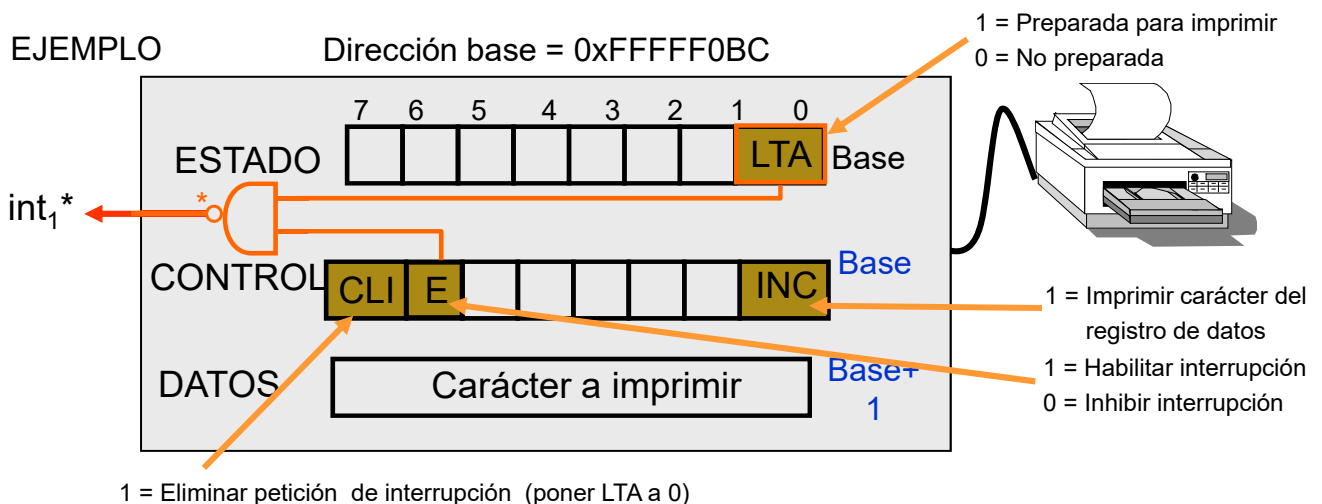 1 = Preparada para imprimir
0 = No preparada
EJEMPLO
Dirección base = 0xFFFFF0BC
7 6 5 4 3 2 1 0
ESTADO
LTA
Base
*
int1*
CONTROL
CLI
E
INC
Base
1 = Imprimir carácter del
registro de datos
1 = Habilitar interrupción
0 = Inhibir interrupción
DATOS
Carácter a imprimir
Base+
1
1 = Eliminar petición de interrupción (poner LTA a 0)